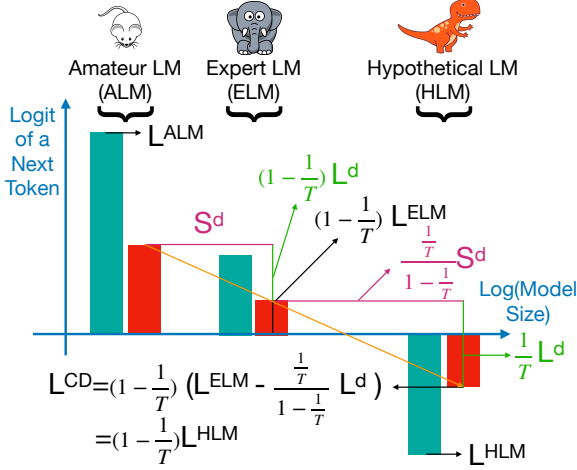 Amateur LM
(ALM)
Expert LM
(ELM)
Hypothetical LM
(HLM)
Logit
of a
Next
Token
L^ALM
(1 − 1/T) L^d
S^d
(1 − 1/T) L^ELM
(1/T)/(1 − 1/T) S^d
Log(Model
Size)
1/T L^d
L^CD=(1 − 1/T) (L^ELM - (1/T)/(1 − 1/T) L^d )
=(1 − 1/T)L^HLM
L^HLM